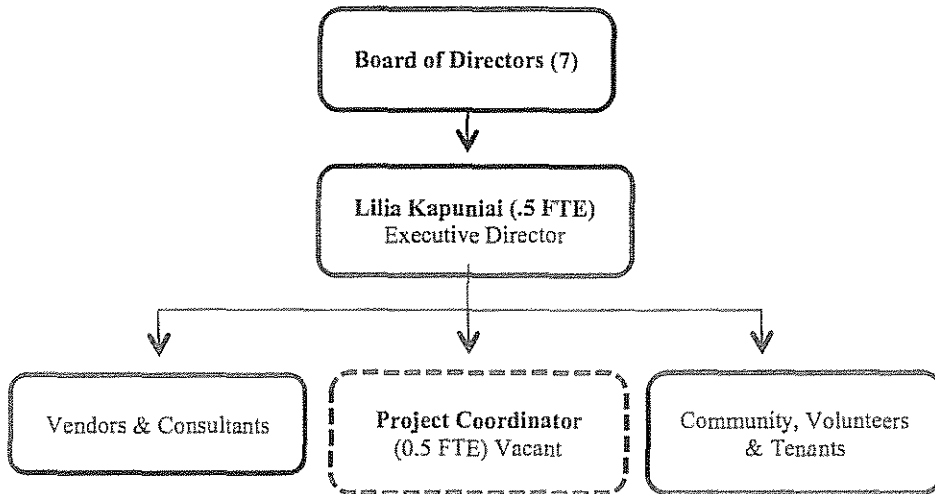 Board of Directors (7)
Lilia Kapuniai (.5 FTE)
Executive Director
Vendors & Consultants
Project Coordinator
(0.5 FTE) Vacant
Community, Volunteers
& Tenants